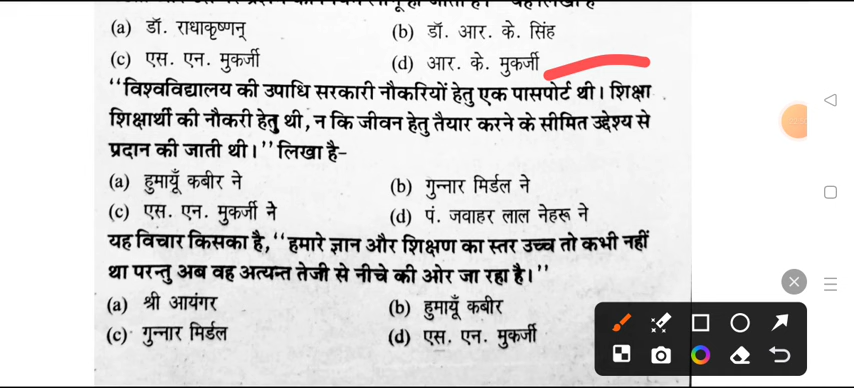 (a) डॉ. राधाकृष्णन् (b) डॉ. आर. के. सिंह
(c) एस. एन. मुकर्जी (d) आर. के. मुकर्जी
‘‘विश्वविद्यालय की उपाधि सरकारी नौकरियों हेतु एक पासपोर्ट थी। शिक्षा
शिक्षार्थी की नौकरी हेतु थी, न कि जीवन हेतु तैयार करने के सीमित उद्देश्य से
प्रदान की जाती थी।’’ लिखा है-
(a) हुमायूँ कबीर ने (b) गुन्नार मिर्डल ने
(c) एस. एन. मुकर्जी ने (d) पं. जवाहर लाल नेहरू ने
यह विचार किसका है, ‘‘हमारे ज्ञान और शिक्षण का स्तर उच्च तो कभी नहीं
था परन्तु अब वह अत्यन्त तेजी से नीचे की ओर जा रहा है।’’
(a) श्री आयंगर (b) हुमायूँ कबीर
(c) गुन्नार मिर्डल (d) एस. एन. मुकर्जी